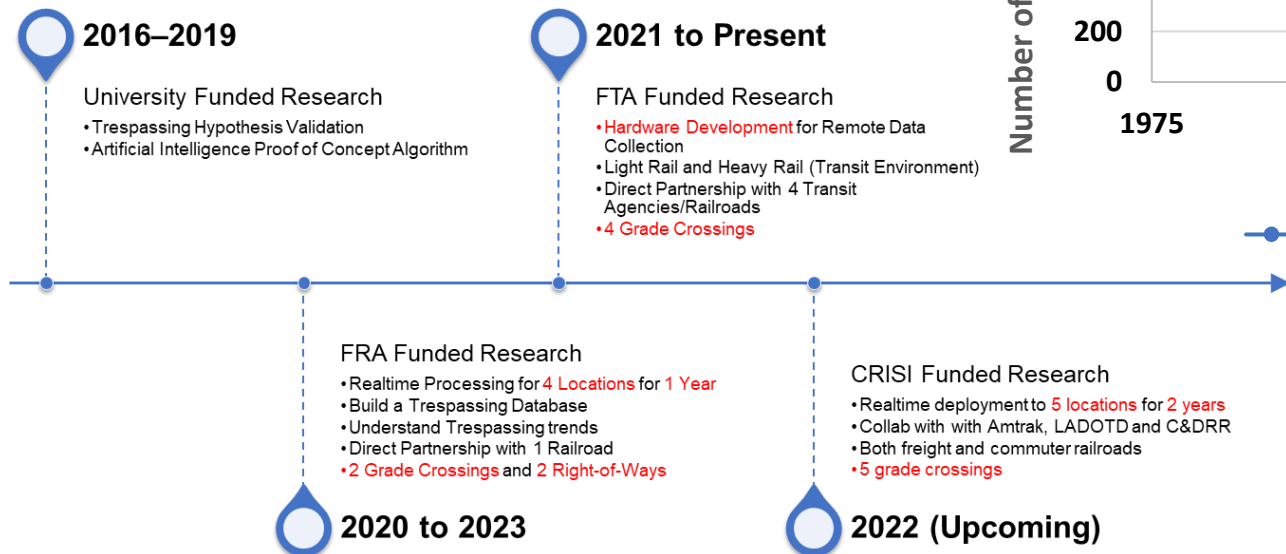 2016–2019
University Funded Research
•Trespassing Hypothesis Validation
•Artificial Intelligence Proof of Concept Algorithm
2021 to Present
FTA Funded Research
•Hardware Development for Remote Data
Collection
•Light Rail and Heavy Rail (Transit Environment)
•Direct Partnership with 4 Transit
Agencies/Railroads
•4 Grade Crossings
Number of
200
0
1975
FRA Funded Research
•Realtime Processing for 4 Locations for 1 Year
•Build a Trespassing Database
•Understand Trespassing trends
•Direct Partnership with 1 Railroad
•2 Grade Crossings and 2 Right-of-Ways
2020 to 2023
CRISI Funded Research
•Realtime deployment to 5 locations for 2 years
•Collab with with Amtrak, LADOTD and C&DRR
•Both freight and commuter railroads
•5 grade crossings
2022 (Upcoming)